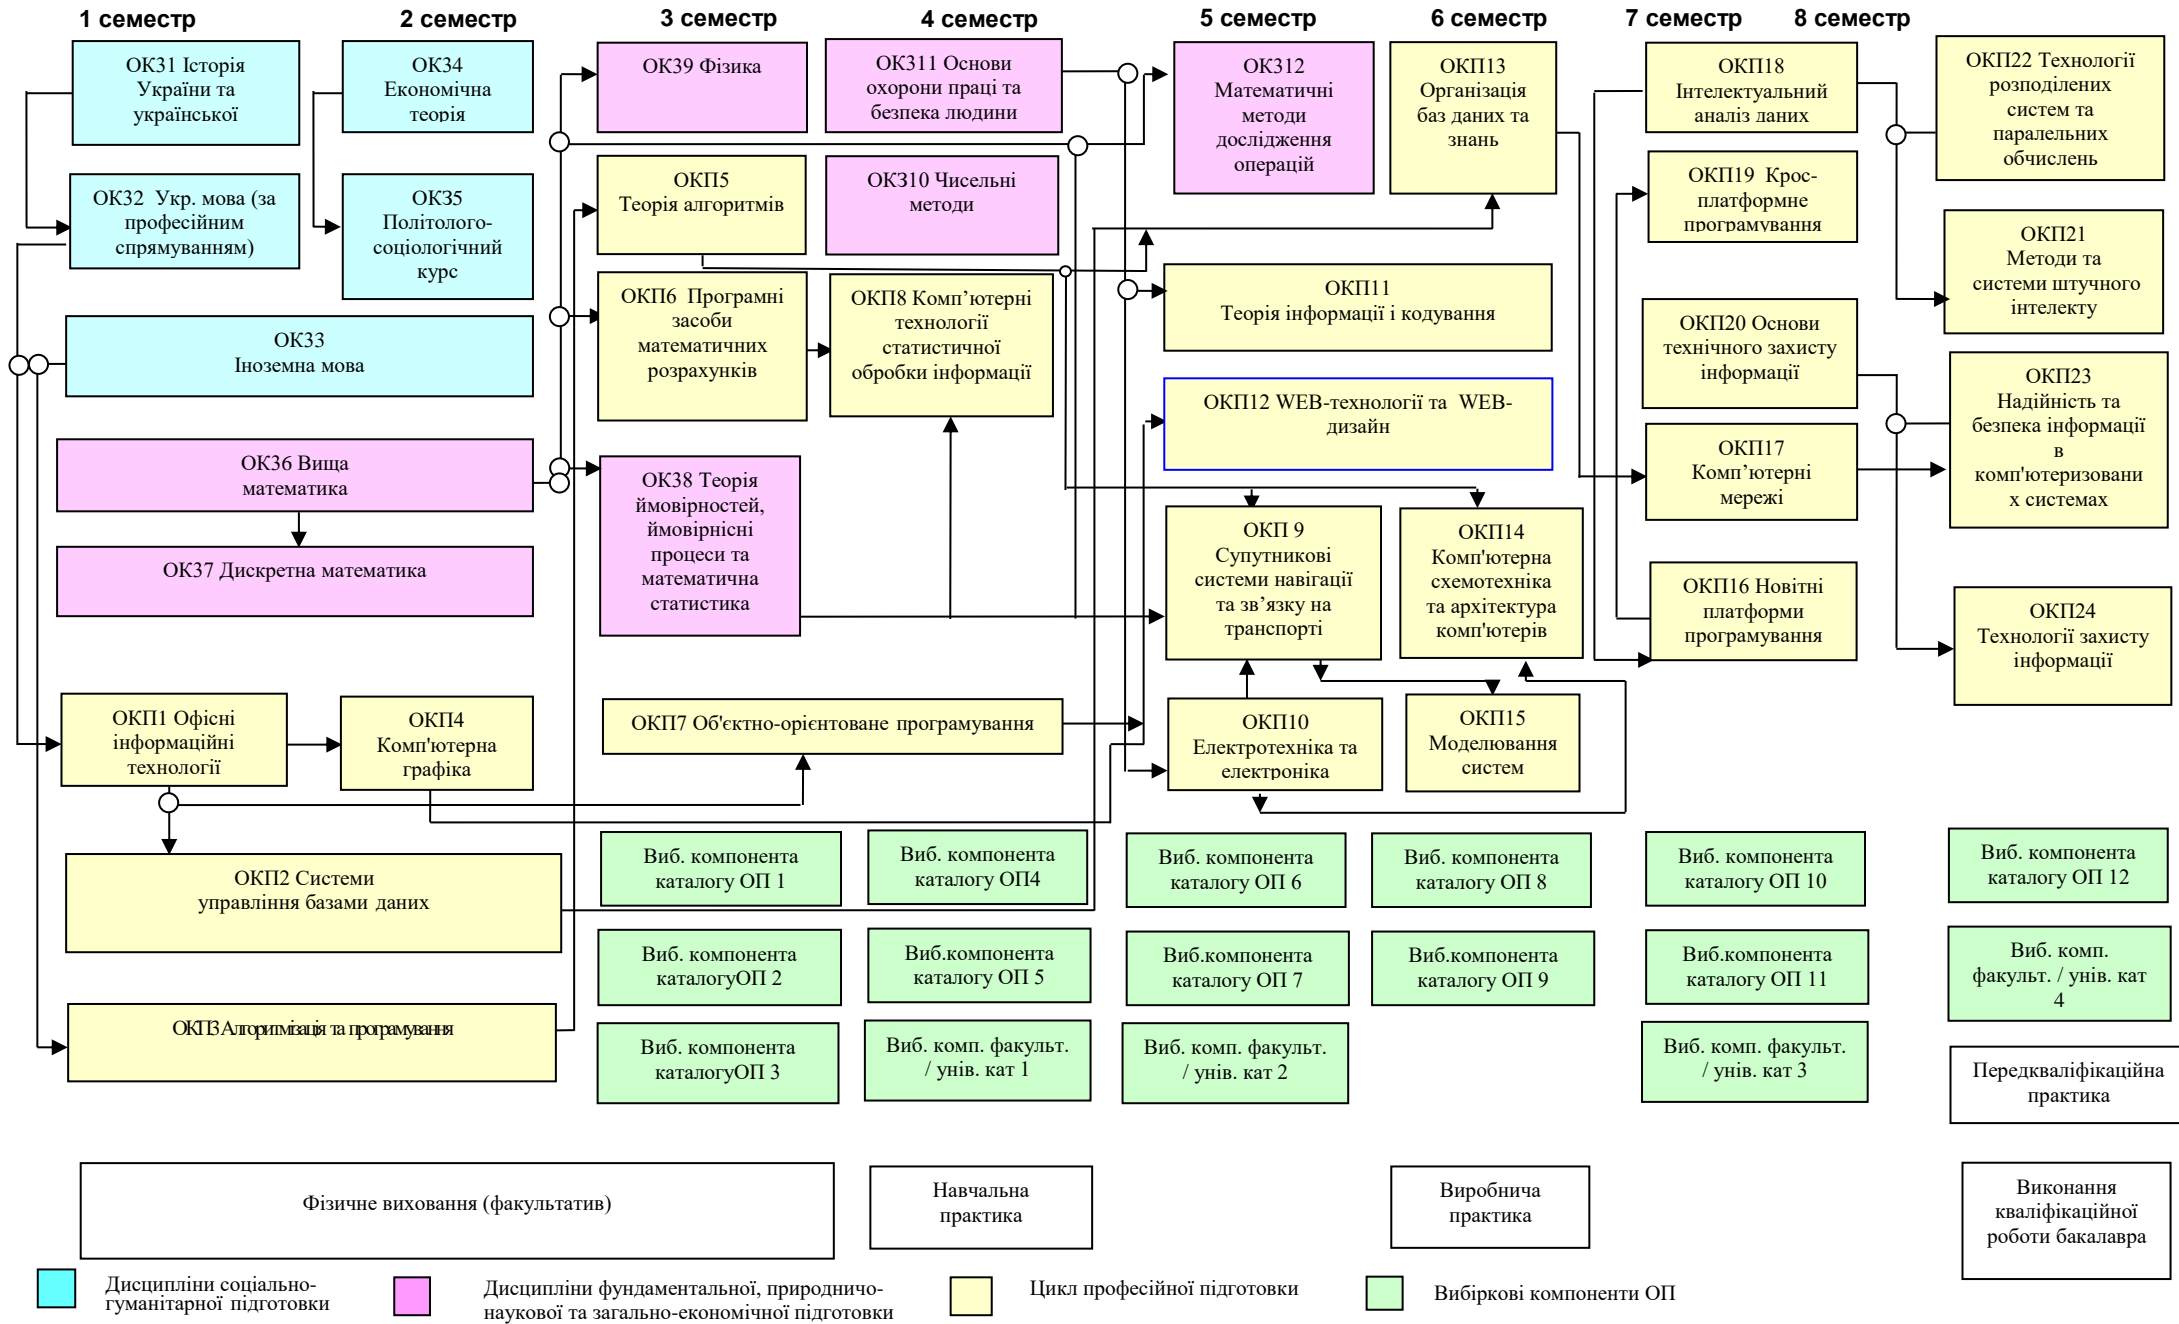 1 семестр
2 семестр
3 семестр
4 семестр
5 семестр
6 семестр
7 семестр
8 семестр
ОК31 Історія
України та
української
ОК32 Укр. мова (за
професійним
спрямуванням)
ОК34
Економічна
теорія
ОК35
Політолого-
соціологічний
курс
ОК33
Іноземна мова
ОК36 Вища
математика
ОК37 Дискретна математика
ОКП1 Офісні
інформаційні
технології
ОКП4
Комп'ютерна
графіка
ОКП2 Системи
управління базами даних
ОКП3 Алгоритмізація та програмування
ОК39 Фізика
ОКП5
Теорія алгоритмів
ОКП6 Програмні
засоби
математичних
розрахунків
ОК38 Теорія
ймовірностей,
ймовірнісні
процеси та
математична
статистика
ОК311 Основи
охорони праці та
безпека людини
ОК310 Чисельні
методи
ОКП8 Комп’ютерні
технології
статистичної
обробки інформації
ОКП7 Об'єктно-орієнтоване програмування
ОК312
Математичні
методи
дослідження
операцій
ОКП13
Організація
баз даних та
знань
ОКП11
Теорія інформації і кодування
ОКП12 WEB-технології та WEB-
дизайн
ОКП 9
Супутникові
системи навігації
та зв’язку на
транспорті
ОКП14
Комп'ютерна
схемотехніка
та архітектура
комп'ютерів
ОКП10
Електротехніка та
електроніка
ОКП15
Моделювання
систем
ОКП18
Інтелектуальний
аналіз даних
ОКП19 Крос-
платформне
програмування
ОКП20 Основи
технічного захисту
інформації
ОКП17
Комп’ютерні
мережі
ОКП16 Новітні
платформи
програмування
ОКП22 Технології
розподілених
систем та
паралельних
обчислень
ОКП21
Методи та
системи штучного
інтелекту
ОКП23
Надійність та
безпека інформації
в
комп'ютеризовани
х системах
ОКП24
Технології захисту
інформації
Виб. компонента
каталогу ОП 1
Виб. компонента
каталогу ОП4
Виб. компонента
каталогу ОП 6
Виб. компонента
каталогу ОП 8
Виб. компонента
каталогу ОП 10
Виб. компонента
каталогу ОП 12
Виб. компонента
каталогуОП 2
Виб.компонента
каталогу ОП 5
Виб.компонента
каталогу ОП 7
Виб.компонента
каталогу ОП 9
Виб.компонента
каталогу ОП 11
Виб. комп.
факульт. / унів. кат
4
Виб. компонента
каталогуОП 3
Виб. комп. факульт.
/ унів. кат 1
Виб. комп. факульт.
/ унів. кат 2
Виб. комп. факульт.
/ унів. кат 3
Передкваліфікаційна
практика
Фізичне виховання (факультатив)
Навчальна
практика
Виробнича
практика
Виконання
кваліфікаційної
роботи бакалавра
Дисципліни соціально-
гуманітарної підготовки
Дисципліни фундаментальної, природничо-
наукової та загально-економічної підготовки
Цикл професійної підготовки
Вибіркові компоненти ОП